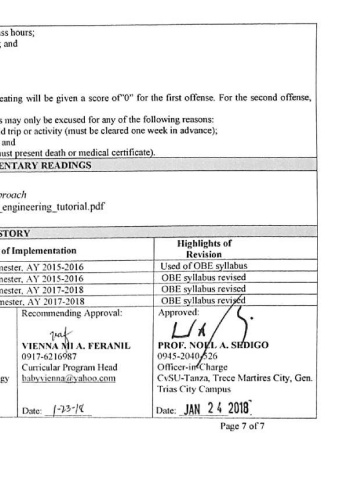 ss hours;
; and
eating will be given a score of"0" for the first offense. For the second offense,
s may only be excused for any of the following reasons:
d trip or activity (must be cleared one week in advance);
and
nust present death or medical certificate).
ENTARY READINGS
proach
_engineering_tutorial.pdf
STORY
of Implementation
Highlights of
Revision
nester, AY 2015-2016
Used of OBE syllabus
nester, AY 2015-2016
OBE syllabus revised
nester, AY 2017-2018
OBE syllabus revised
nester, AY 2017-2018
OBE syllabus revised
Recommending Approval:
Approved:
VIENNA A. FERANIL
PROF. NOEL A. SEDIGO
0917-6216987
0945-2040526
Curricular Program Head
Officer-in-Charge
gy
babyvienna@yahoo.com
CvSU-Tanza, Trece Martires City, Gen.
Trias City Campus
Date: 1-23-18
Date: JAN 24 2018
Page 7 of 7